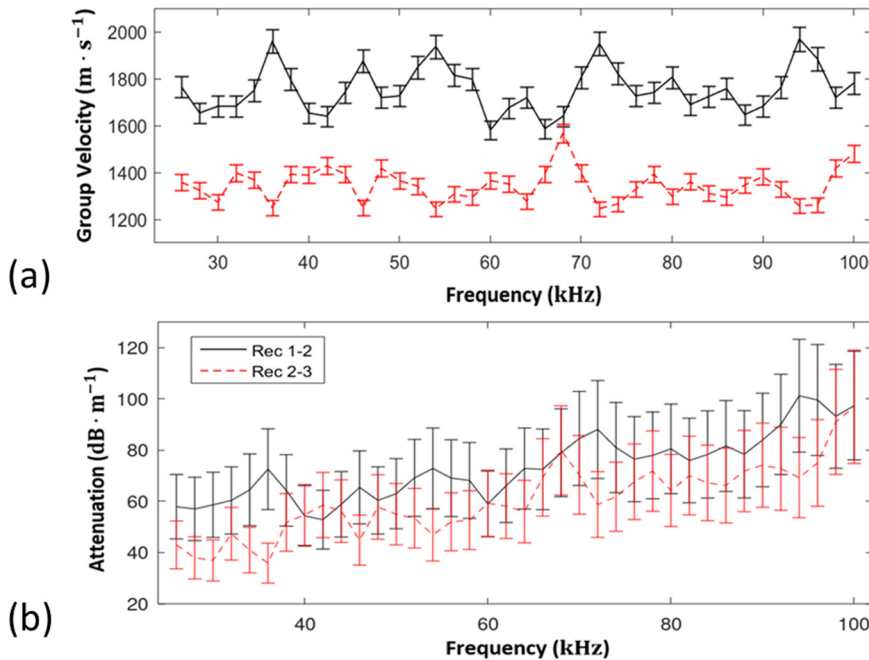 (a)
Group Velocity (m · s⁻¹)
2000
1800
1600
1400
1200
30 40 50 60 70 80 90 100
Frequency (kHz)
(b)
Attenuation (dB · m⁻¹)
120
100
80
60
40
20
Rec 1-2
Rec 2-3
40 60 80 100
Frequency (kHz)